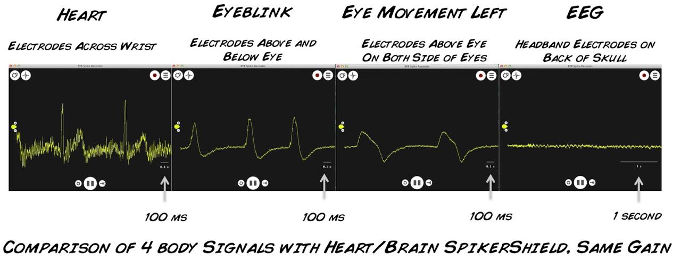 Heart
Electrodes Across Wrist
Eyeblink
Electrodes Above and
Below Eye
Eye Movement Left
Electrodes Above Eye
On Both Side of Eyes
EEG
Headband Electrodes on
Back of Skull
100 ms
100 ms
100 ms
1 second
Comparison of 4 body Signals with Heart/Brain SpikerShield, Same Gain